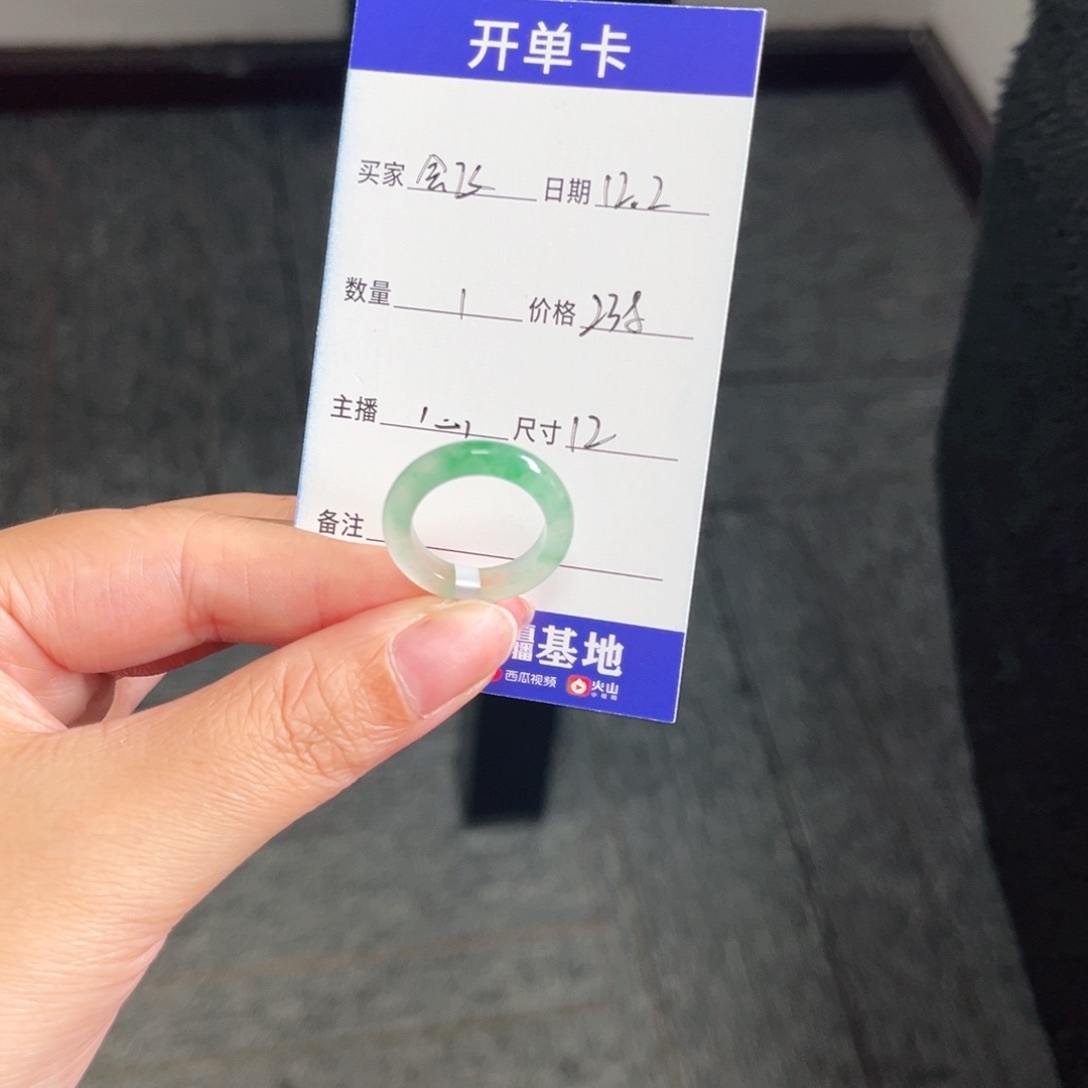 开单卡
买家 日期 12.2
数量 1 价格 238
主播 尺寸 12
备注
播基地
西瓜视频 火山